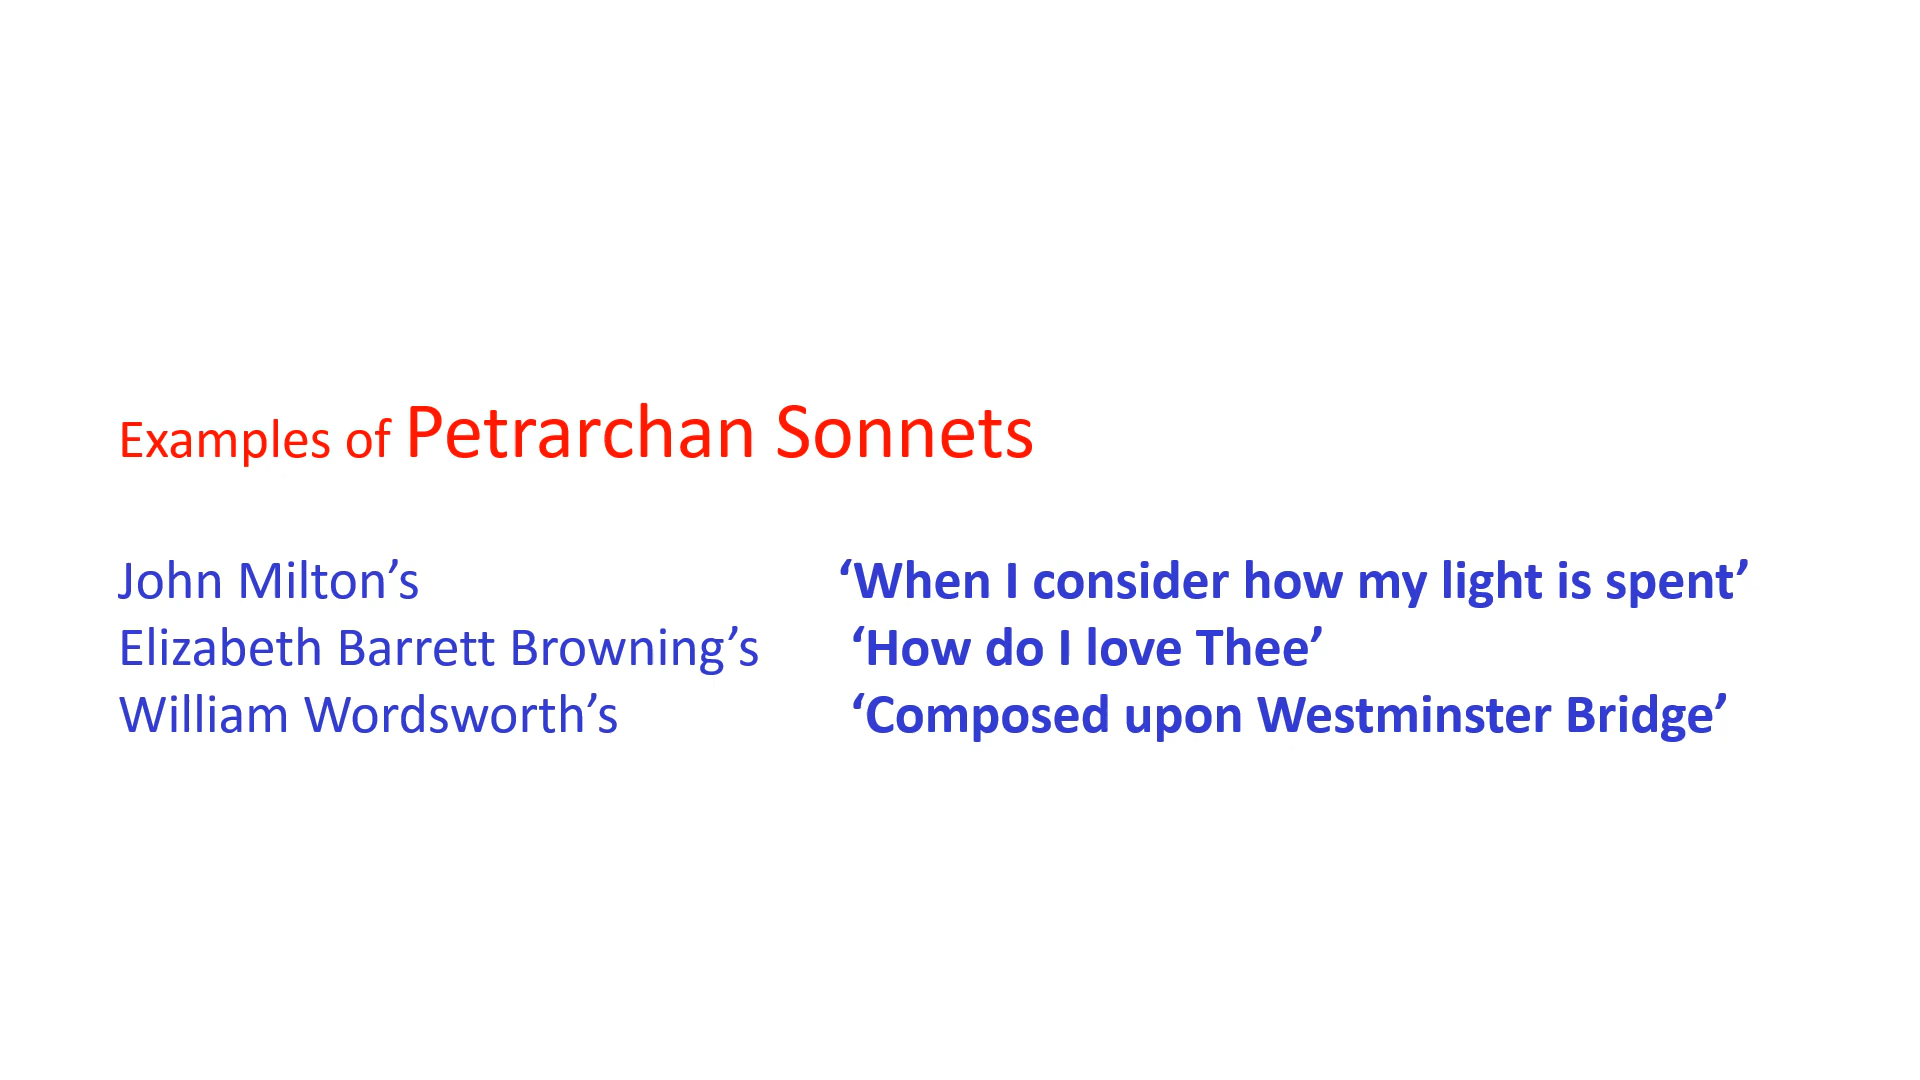 Examples of Petrarchan Sonnets
John Milton’s ‘When I consider how my light is spent’
Elizabeth Barrett Browning’s ‘How do I love Thee’
William Wordsworth’s ‘Composed upon Westminster Bridge’